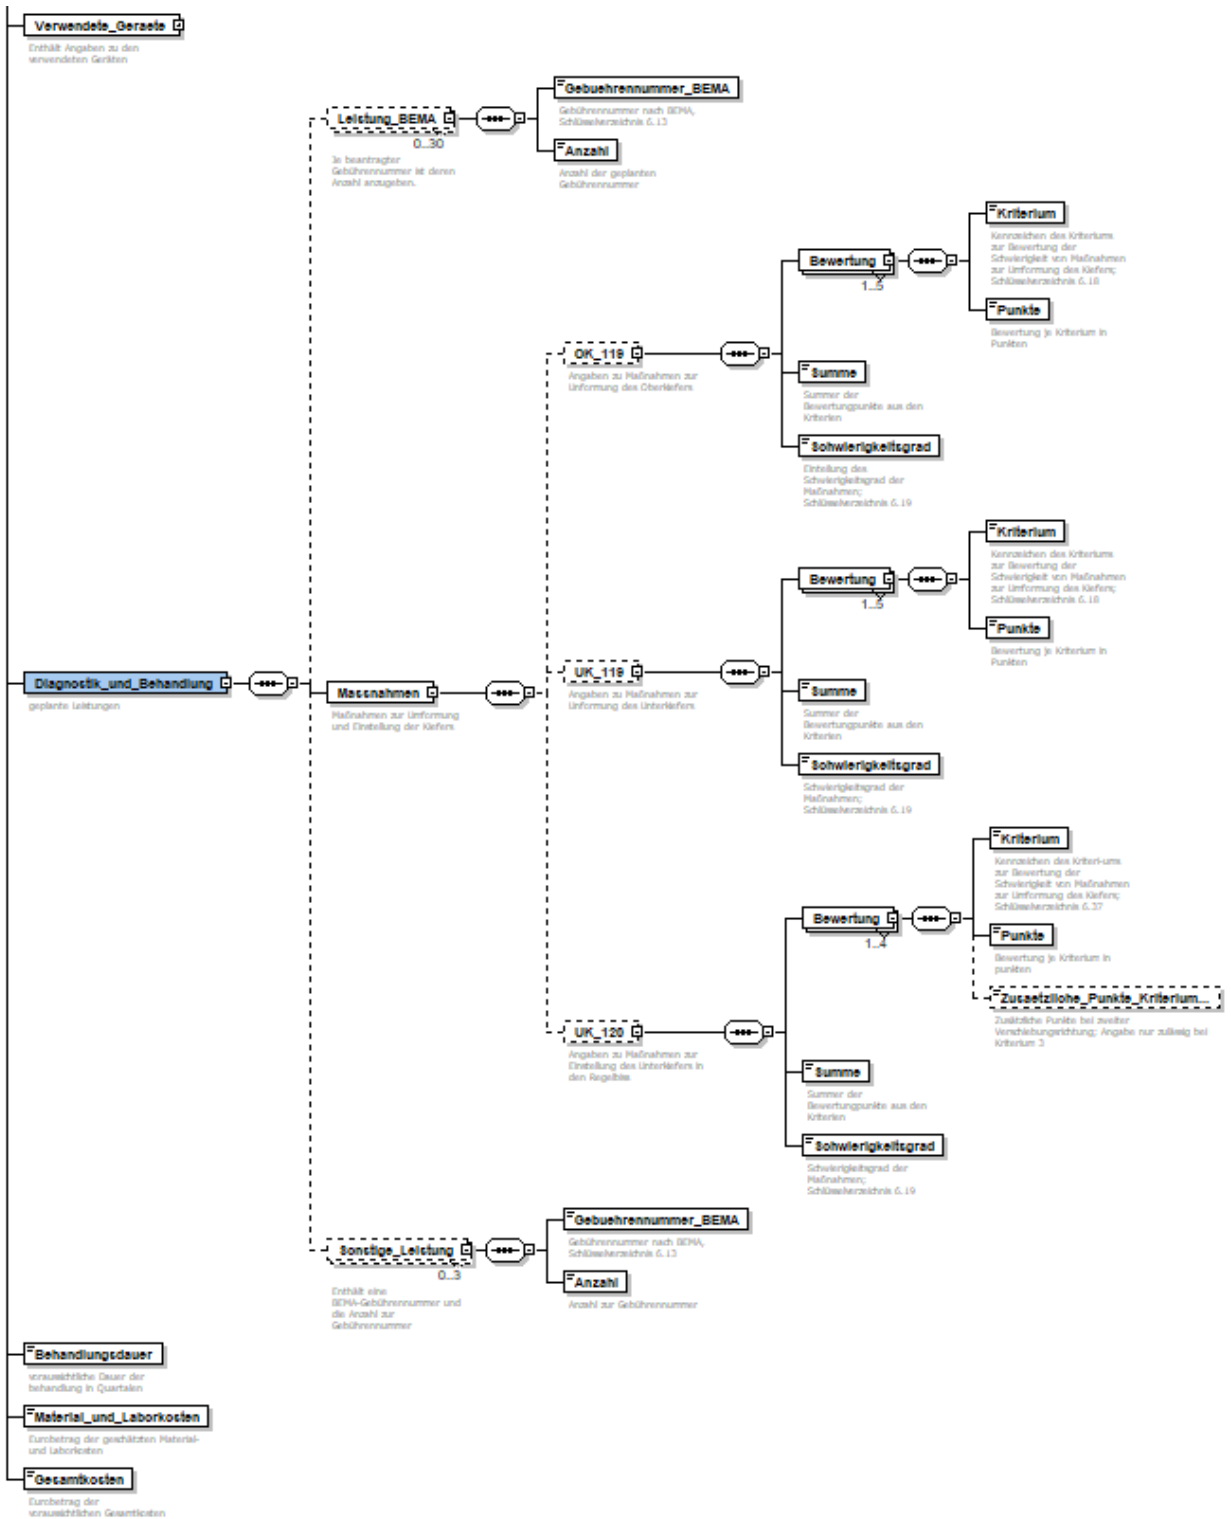 Verwendete_Geraete
Enthält Angaben zu den
verwendeten Geräten
Leistung_BEMA
0..30
Je beantragter
Gebührennummer ist deren
Anzahl anzugeben.
Gebuehrennummer_BEMA
Gebührennummer nach BEMA,
Schlüsselverzeichnis 6.13
Anzahl
Anzahl der geplanten
Gebührennummer
Kriterium
Kennzeichen des Kriteriums
zur Bewertung der
Schwierigkeit von Maßnahmen
zur Umformung des Kiefers;
Schlüsselverzeichnis 6.18
Bewertung
1..5
Punkte
Bewertung je Kriterium in
Punkten
OK_119
Angaben zu Maßnahmen zur
Unformung des Oberkiefers
Summe
Summer der
Bewertungpunkte aus den
Kriterien
Schwierigkeitsgrad
Einteilung des
Schwierigkeitsgrad der
Maßnahmen;
Schlüsselverzeichnis 6.19
Kriterium
Kennzeichen des Kriteriums
zur Bewertung der
Schwierigkeit von Maßnahmen
zur Umformung des Kiefers;
Schlüsselverzeichnis 6.18
Bewertung
1..5
Punkte
Bewertung je Kriterium in
Punkten
UK_119
Angaben zu Maßnahmen zur
Unformung des Unterkiefers
Summe
Summer der
Bewertungpunkte aus den
Kriterien
Schwierigkeitsgrad
Schwierigkeitsgrad der
Maßnahmen;
Schlüsselverzeichnis 6.19
Diagnostik_und_Behandlung
geplante Leistungen
Massnahmen
Maßnahmen zur Umformung
und Einstellung der Kiefers
Kriterium
Kennzeichen des Kriteri-ums
zur Bewertung der
Schwierigkeit von Maßnahmen
zur Umformung des Kiefers;
Schlüsselverzeichnis 6.37
Bewertung
1..4
Punkte
Bewertung je Kriterium in
punkten
Zusaetzliche_Punkte_Kriterium...
Zusätzliche Punkte bei zweiter
Verschiebungsrichtung; Angabe nur zulässig bei
Kriterium 3
UK_120
Angaben zu Maßnahmen zur
Einstellung des Unterkiefers in
den Regelbiss
Summe
Summer der
Bewertungpunkte aus den
Kriterien
Schwierigkeitsgrad
Schwierigkeitsgrad der
Maßnahmen;
Schlüsselverzeichnis 6.19
Sonstige_Leistung
0..3
Enthält eine
BEMA-Gebührennummer und
die Anzahl zur
Gebührennummer
Gebuehrennummer_BEMA
Gebührennummer nach BEMA,
Schlüsselverzeichnis 6.13
Anzahl
Anzahl zur Gebührennummer
Behandlungsdauer
voraussichtliche Dauer der
behandlung in Quartalen
Material_und_Laborkosten
Eurobetrag der geschätzten Material-
und Laborkosten
Gesamtkosten
Eurobetrag der
voraussichtlichen Gesamtkosten